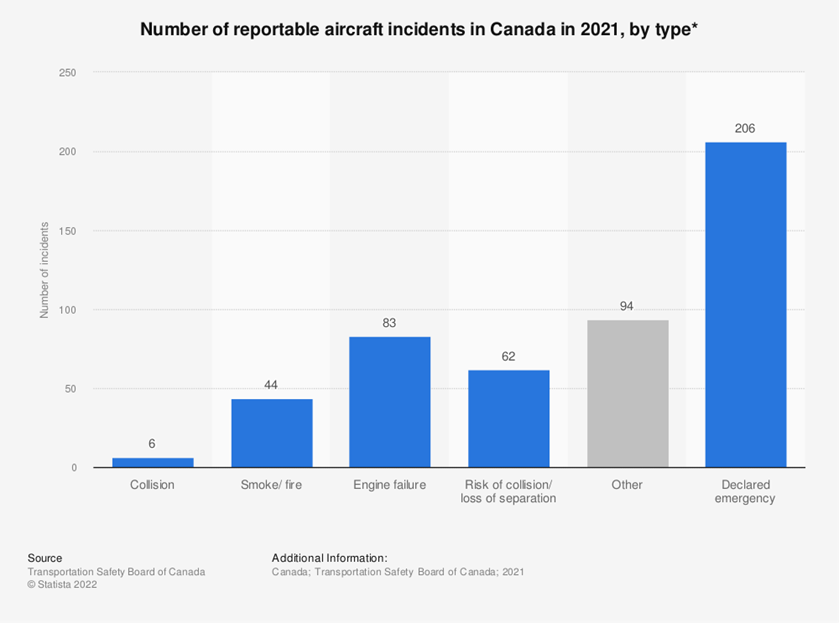 Number of reportable aircraft incidents in Canada in 2021, by type*
Number of incidents
250
200
150
100
50
0
6
44
83
62
94
206
Collision
Smoke/ fire
Engine failure
Risk of collision/
loss of separation
Other
Declared
emergency
Source
Transportation Safety Board of Canada
© Statista 2022
Additional Information:
Canada; Transportation Safety Board of Canada; 2021